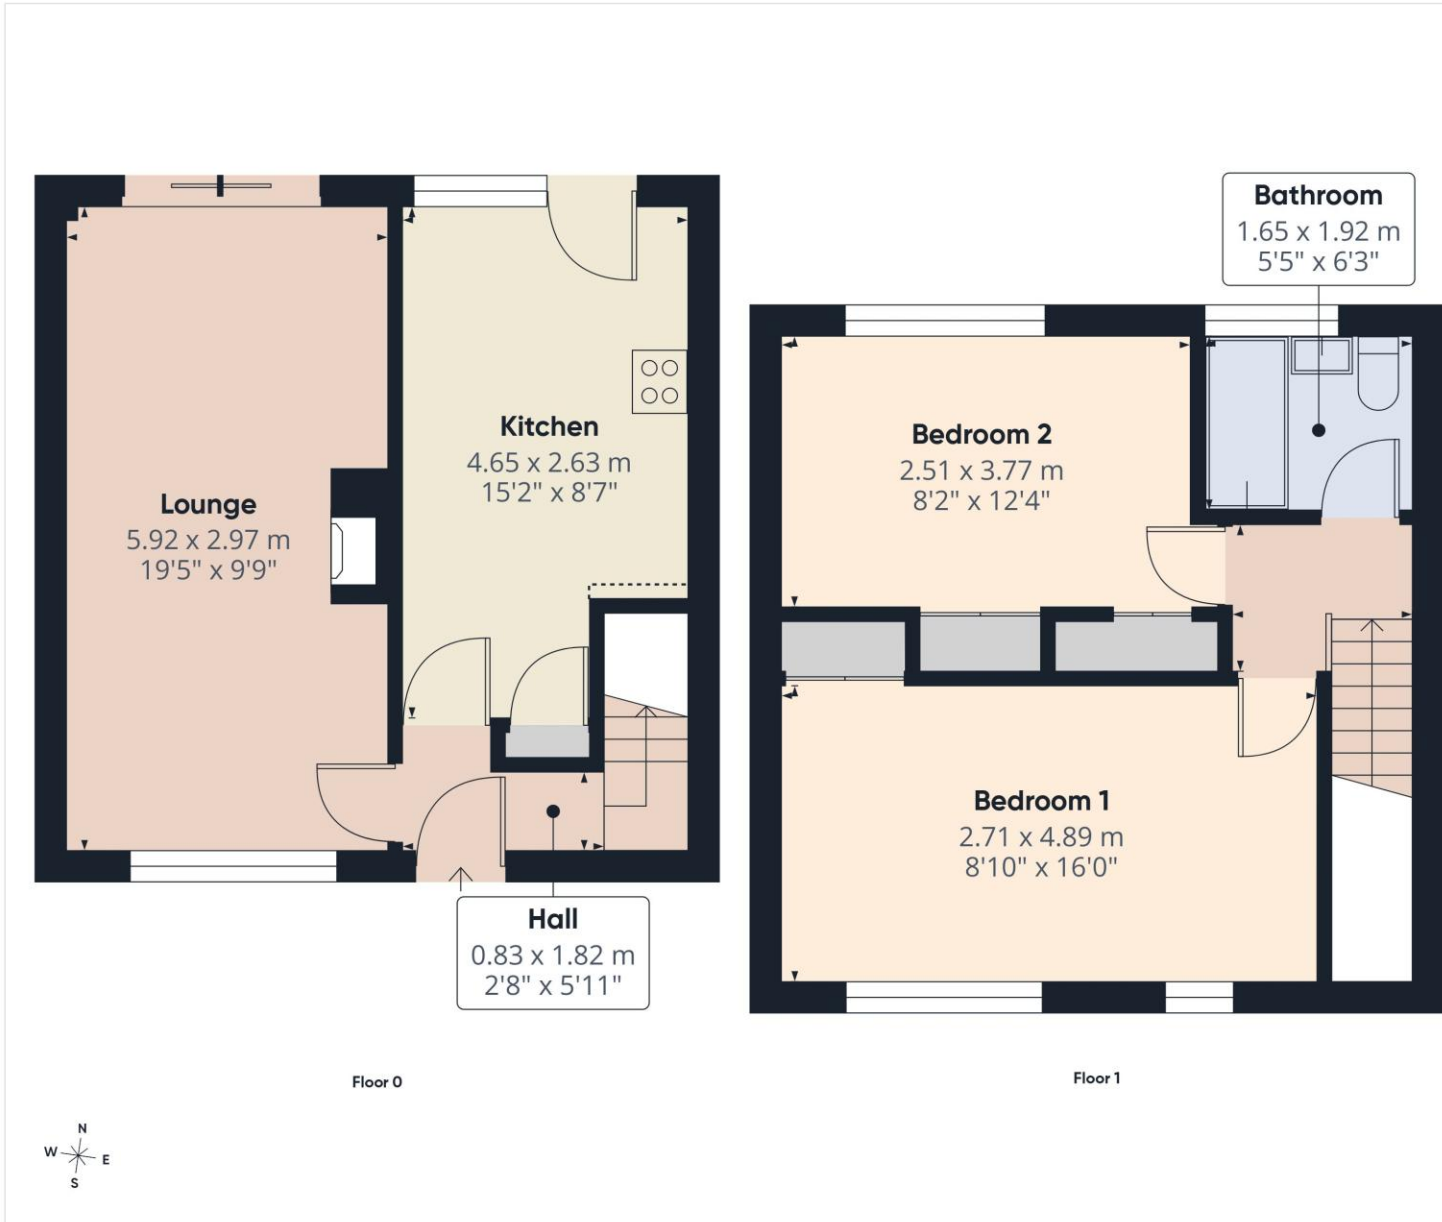 Bathroom
1.65 x 1.92 m
5'5" x 6'3"
Kitchen
4.65 x 2.63 m
15'2" x 8'7"
Lounge
5.92 x 2.97 m
19'5" x 9'9"
Bedroom 2
2.51 x 3.77 m
8'2" x 12'4"
Bedroom 1
2.71 x 4.89 m
8'10" x 16'0"
Hall
0.83 x 1.82 m
2'8" x 5'11"
Floor 0
Floor 1
N
W E
S